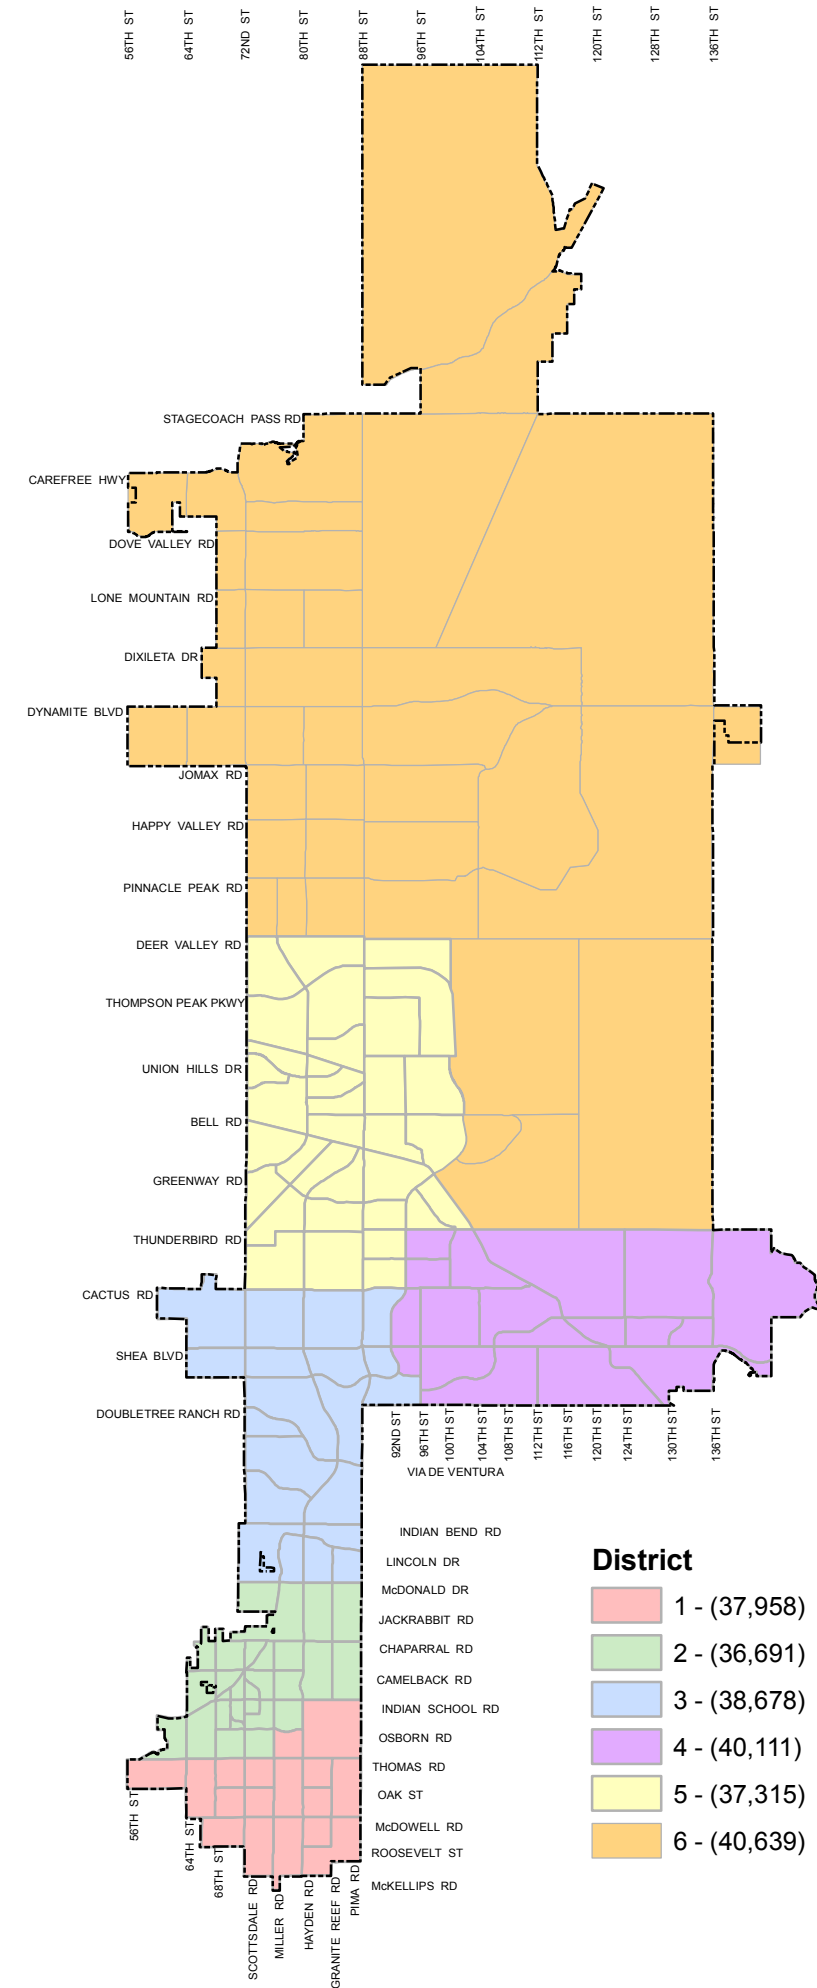 56TH ST
64TH ST
72ND ST
80TH ST
88TH ST
96TH ST
104TH ST
112TH ST
120TH ST
128TH ST
136TH ST
STAGECOACH PASS RD
CAREFREE HWY
DOVE VALLEY RD
LONE MOUNTAIN RD
DIXILETA DR
DYNAMITE BLVD
JOMAX RD
HAPPY VALLEY RD
PINNACLE PEAK RD
DEER VALLEY RD
THOMPSON PEAK PKWY
UNION HILLS DR
BELL RD
GREENWAY RD
THUNDERBIRD RD
CACTUS RD
SHEA BLVD
DOUBLETREE RANCH RD
92ND ST
96TH ST
100TH ST
104TH ST
108TH ST
112TH ST
116TH ST
120TH ST
124TH ST
130TH ST
136TH ST
VIA DE VENTURA
INDIAN BEND RD
LINCOLN DR
McDONALD DR
JACKRABBIT RD
CHAPARRAL RD
CAMELBACK RD
INDIAN SCHOOL RD
OSBORN RD
THOMAS RD
OAK ST
McDOWELL RD
ROOSEVELT ST
McKELLIPS RD
56TH ST
64TH ST
68TH ST
SCOTTSDALE RD
MILLER RD
HAYDEN RD
GRANITE REEF RD
PIMA RD
District
1 - (37,958)
2 - (36,691)
3 - (38,678)
4 - (40,111)
5 - (37,315)
6 - (40,639)